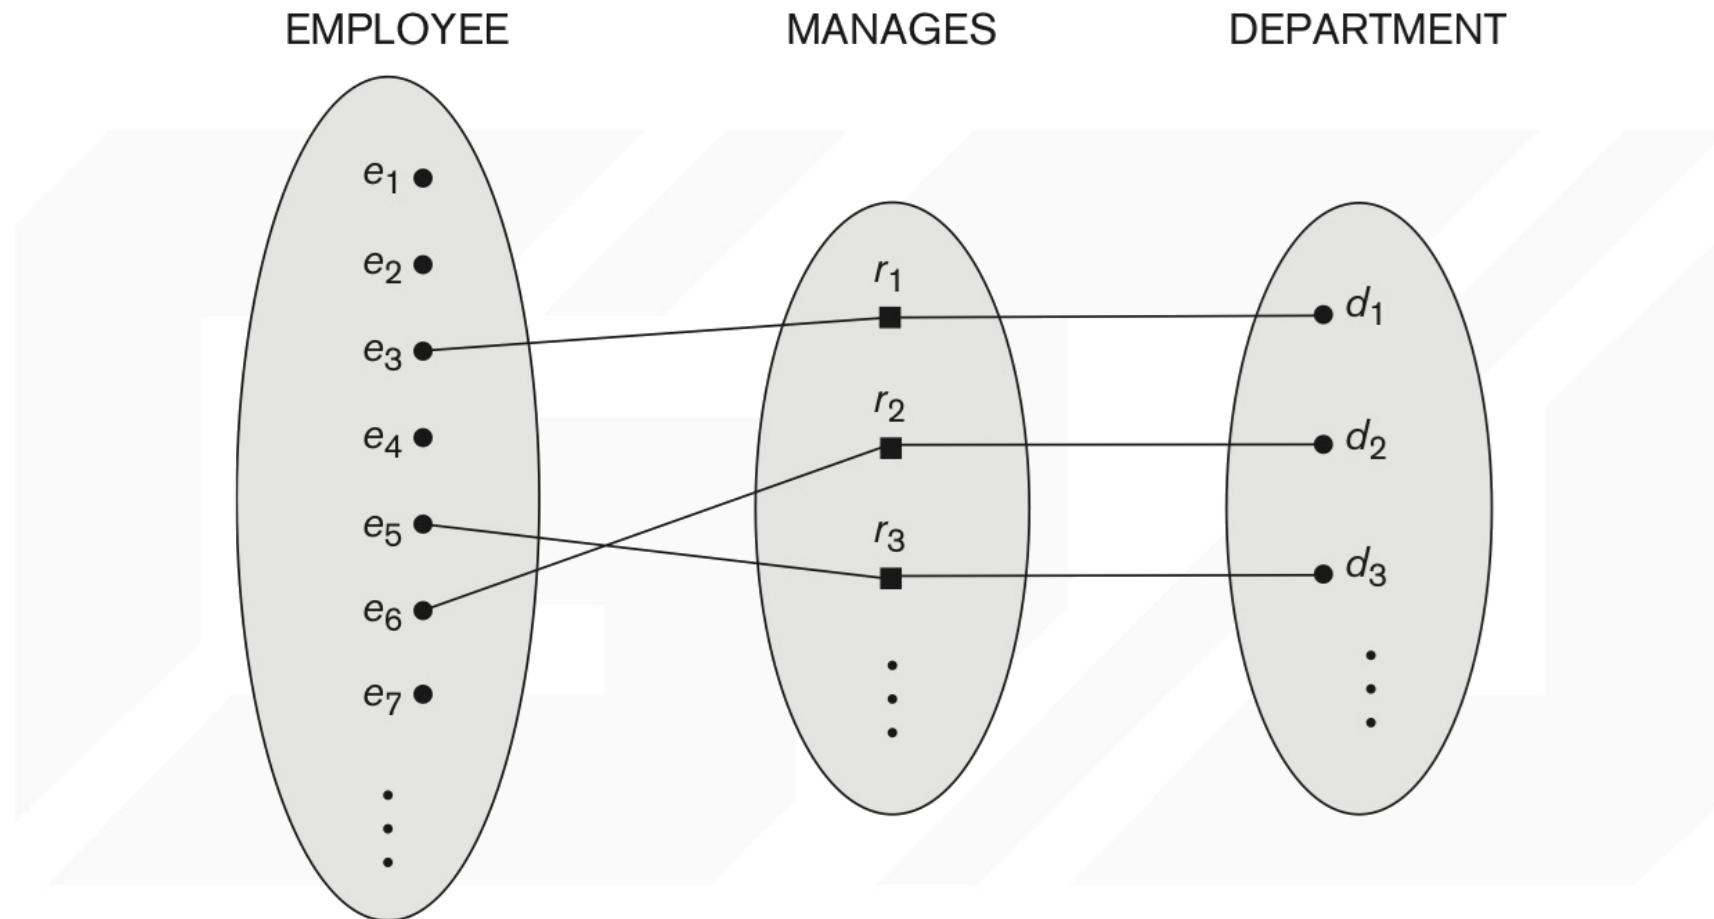 EMPLOYEE MANAGES DEPARTMENT
e1
e2
e3
e4
e5
e6
e7
r1
r2
r3
d1
d2
d3